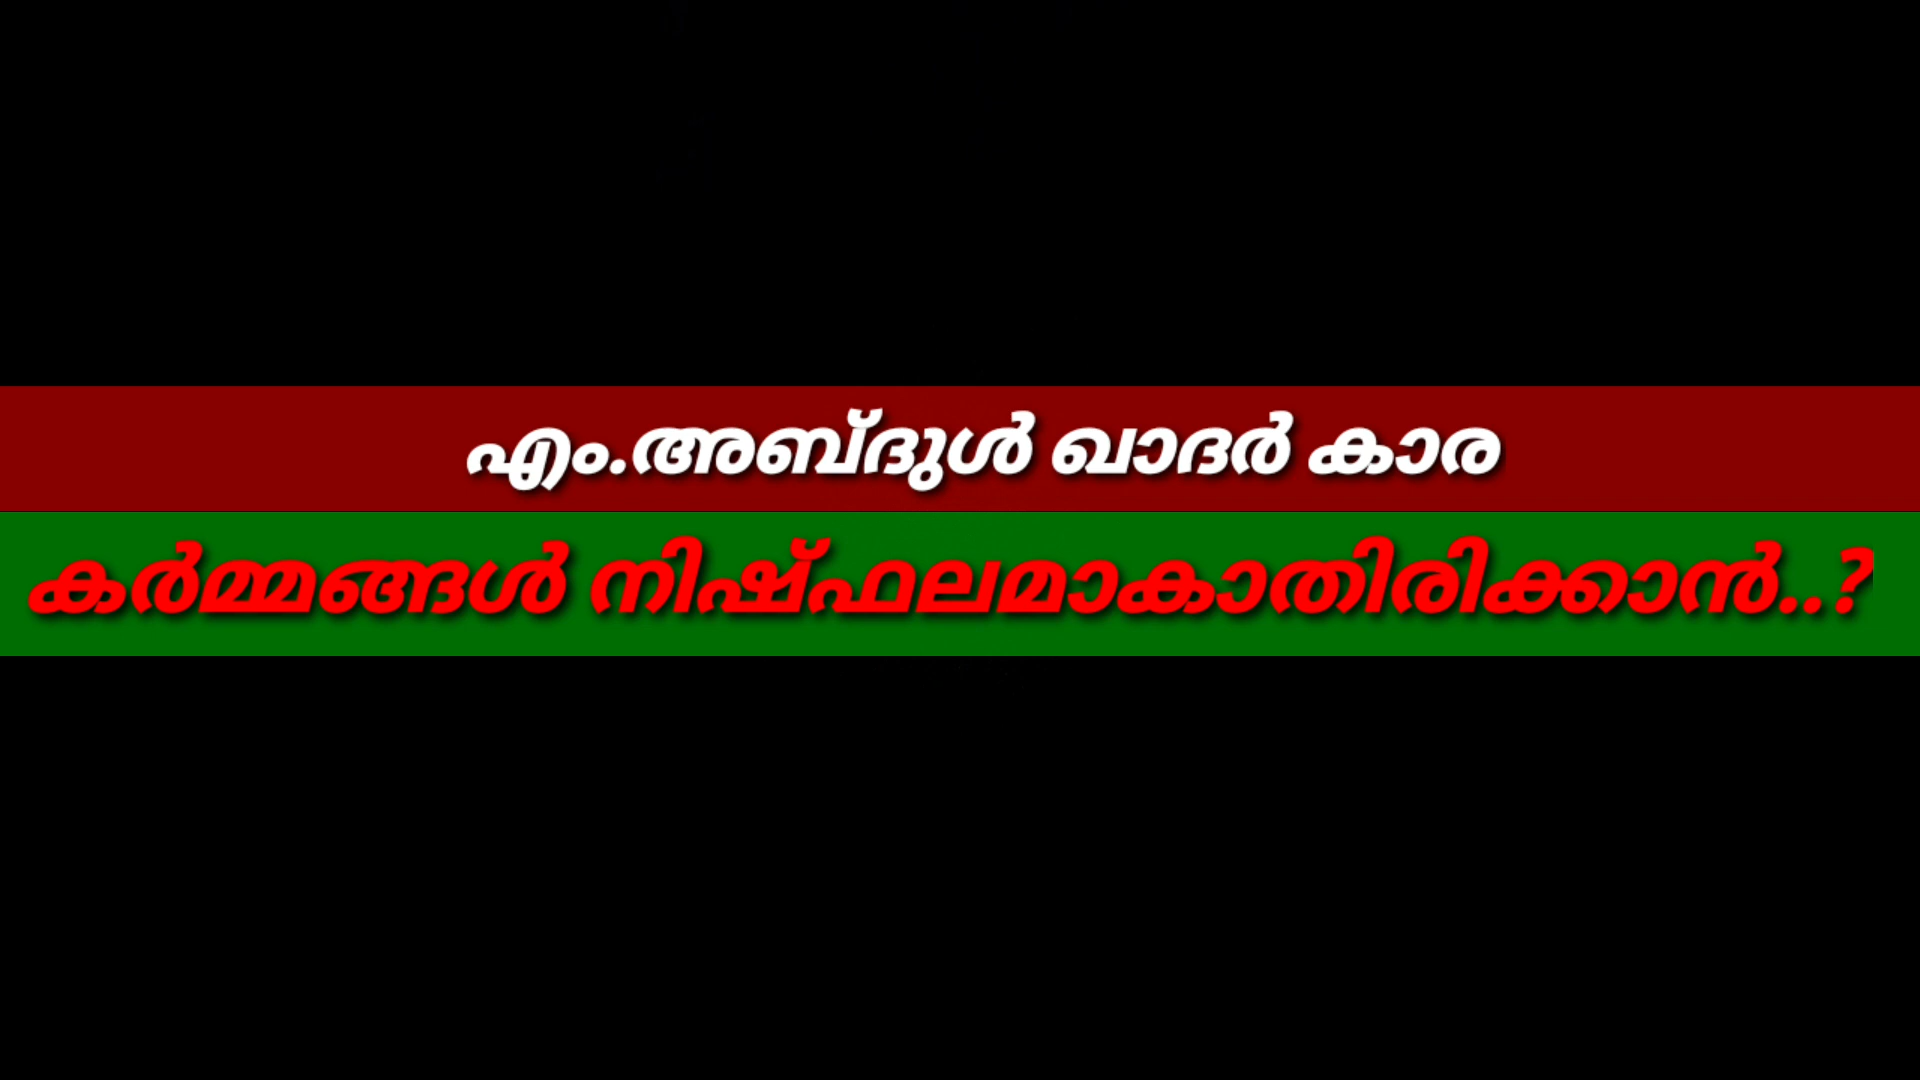 എം.അബ്ദുൾ ഖാദർ കാര
കർമ്മങ്ങൾ നിഷ്ഫലമാകാതിരിക്കാൻ..?